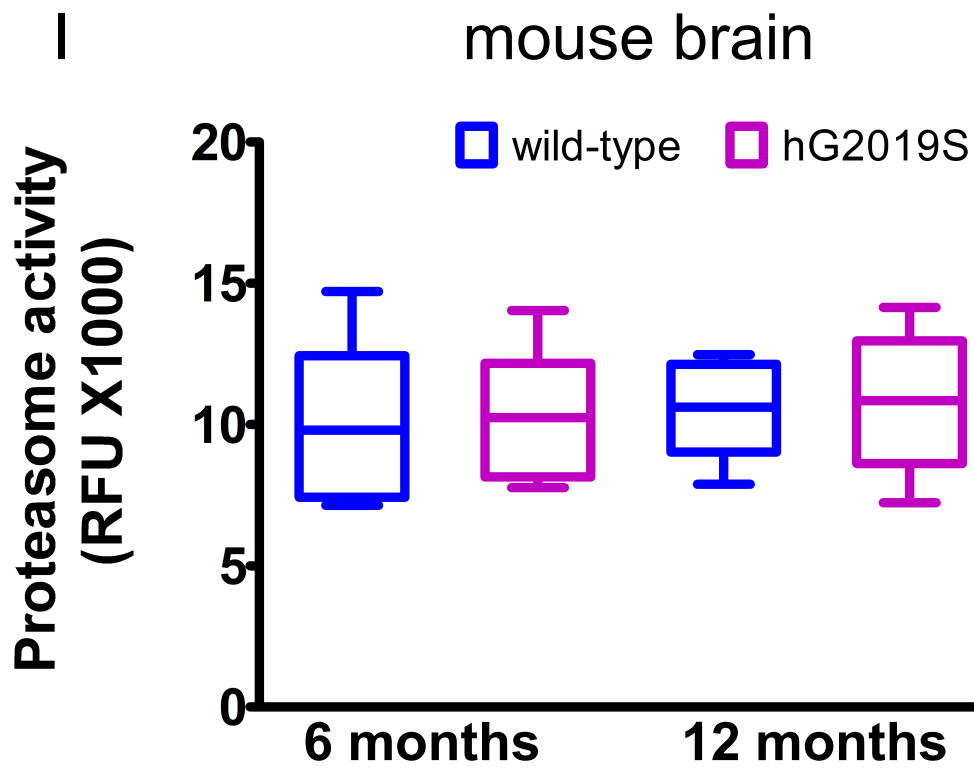 I
mouse brain
wild-type
hG2019S
Proteasome activity
(RFU X1000)
20
15
10
5
0
6 months
12 months